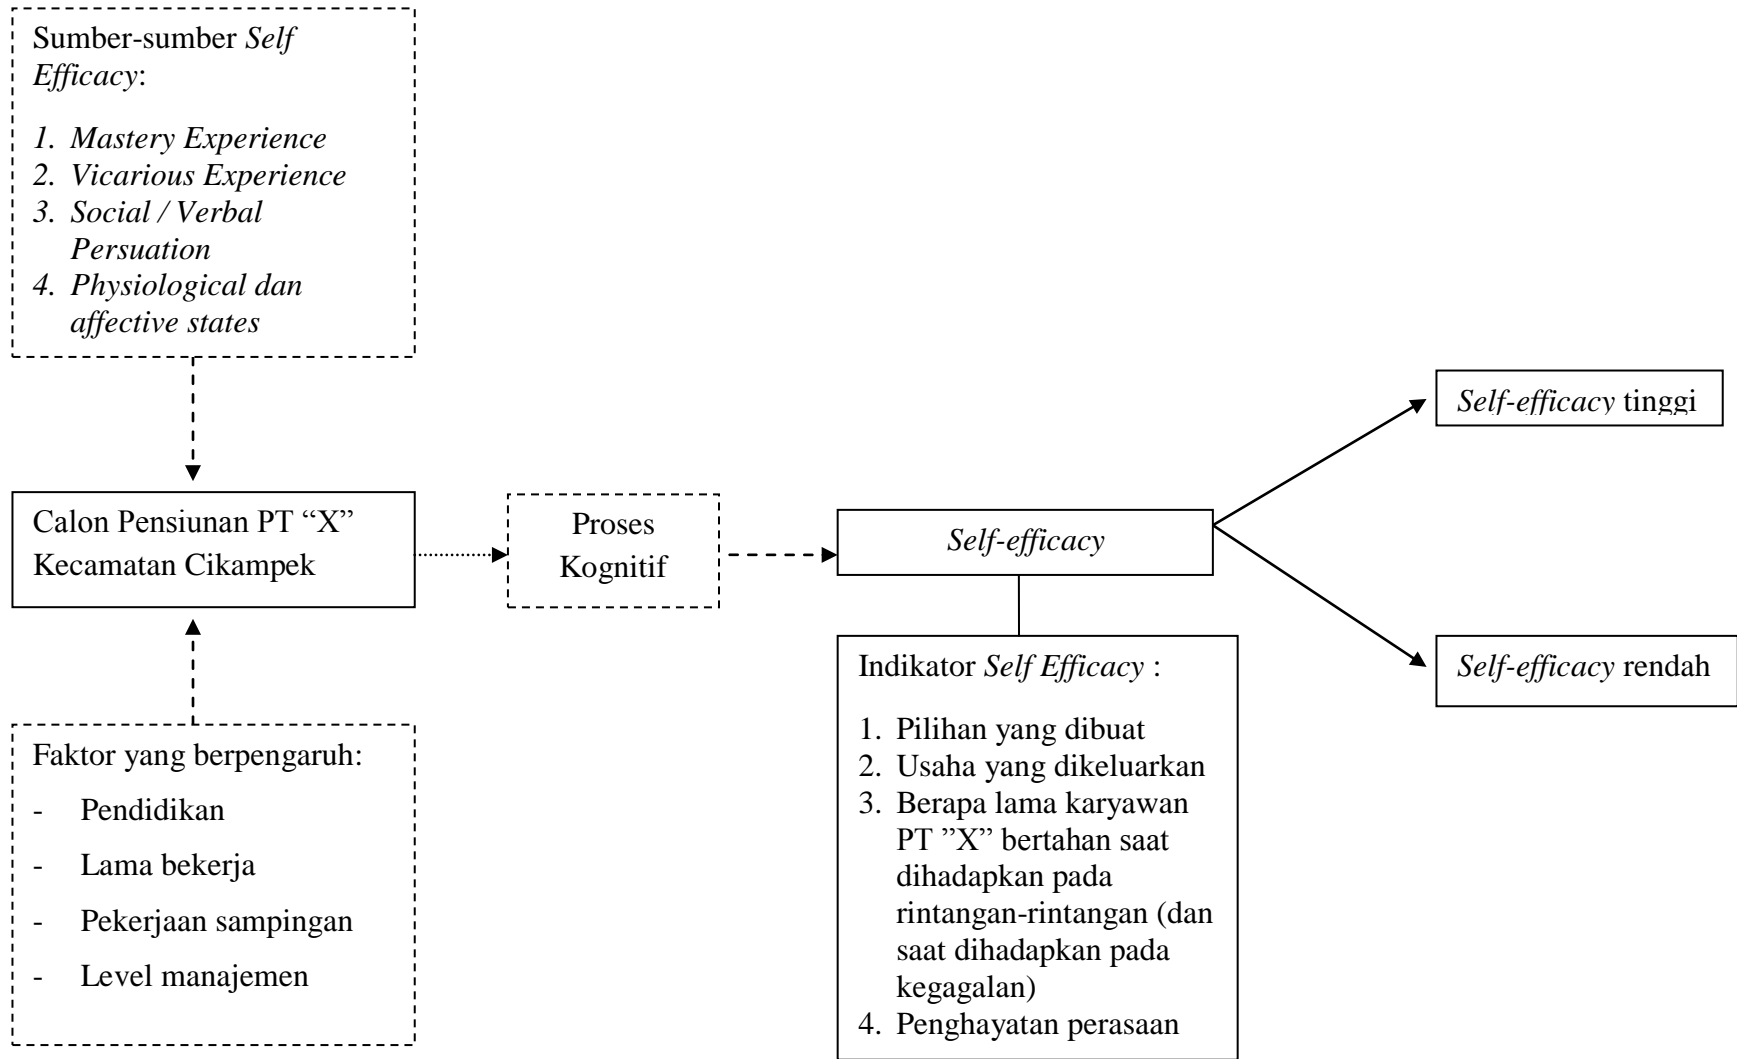 Sumber-sumber Self
Efficacy:
1. Mastery Experience
2. Vicarious Experience
3. Social / Verbal
Persuation
4. Physiological dan
affective states
Calon Pensiunan PT “X”
Kecamatan Cikampek
Faktor yang berpengaruh:
- Pendidikan
- Lama bekerja
- Pekerjaan sampingan
- Level manajemen
Proses
Kognitif
Self-efficacy
Indikator Self Efficacy :
1. Pilihan yang dibuat
2. Usaha yang dikeluarkan
3. Berapa lama karyawan
PT ”X” bertahan saat
dihadapkan pada
rintangan-rintangan (dan
saat dihadapkan pada
kegagalan)
4. Penghayatan perasaan
Self-efficacy tinggi
Self-efficacy rendah